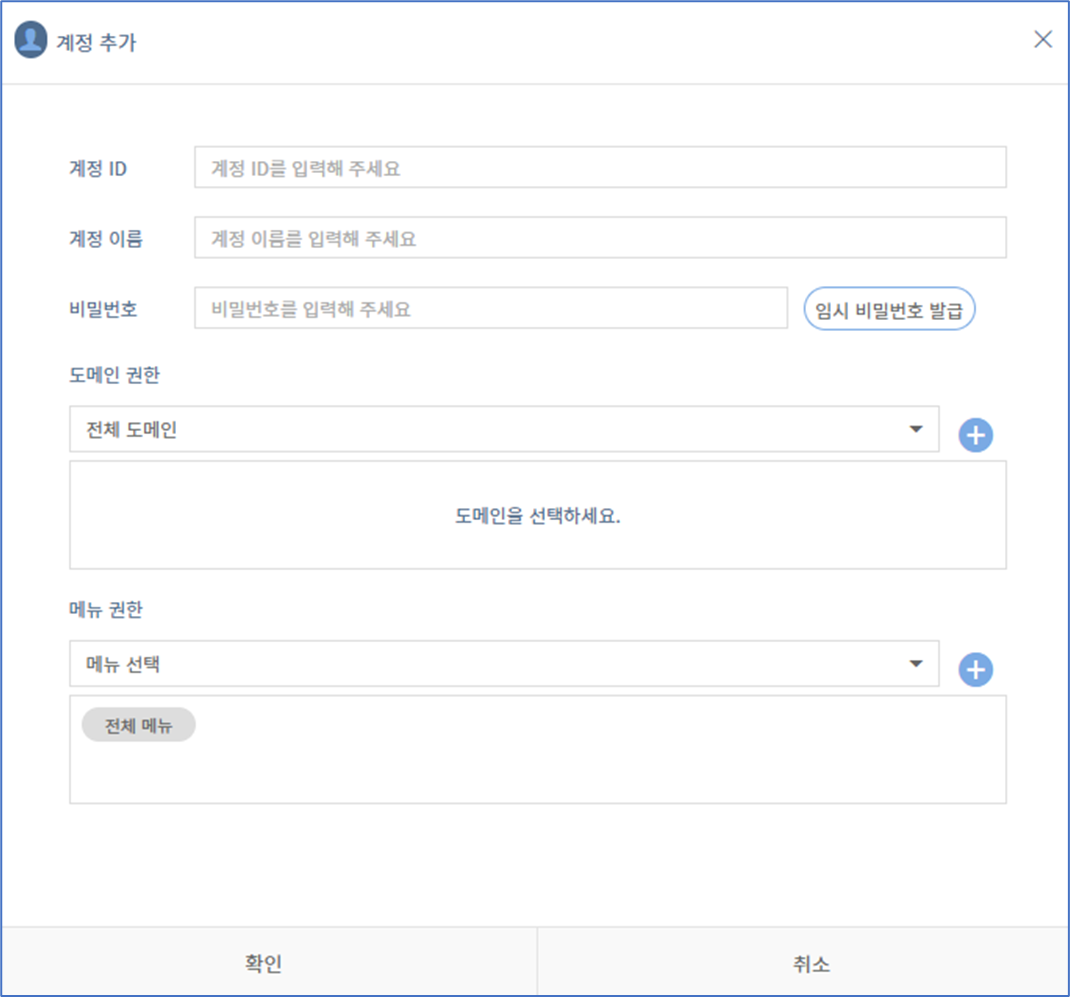 계정 추가
계정 ID
계정 ID를 입력해 주세요
계정 이름
계정 이름를 입력해 주세요
비밀번호
비밀번호를 입력해 주세요
임시 비밀번호 발급
도메인 권한
전체 도메인
도메인을 선택하세요.
메뉴 권한
메뉴 선택
전체 메뉴
확인
취소